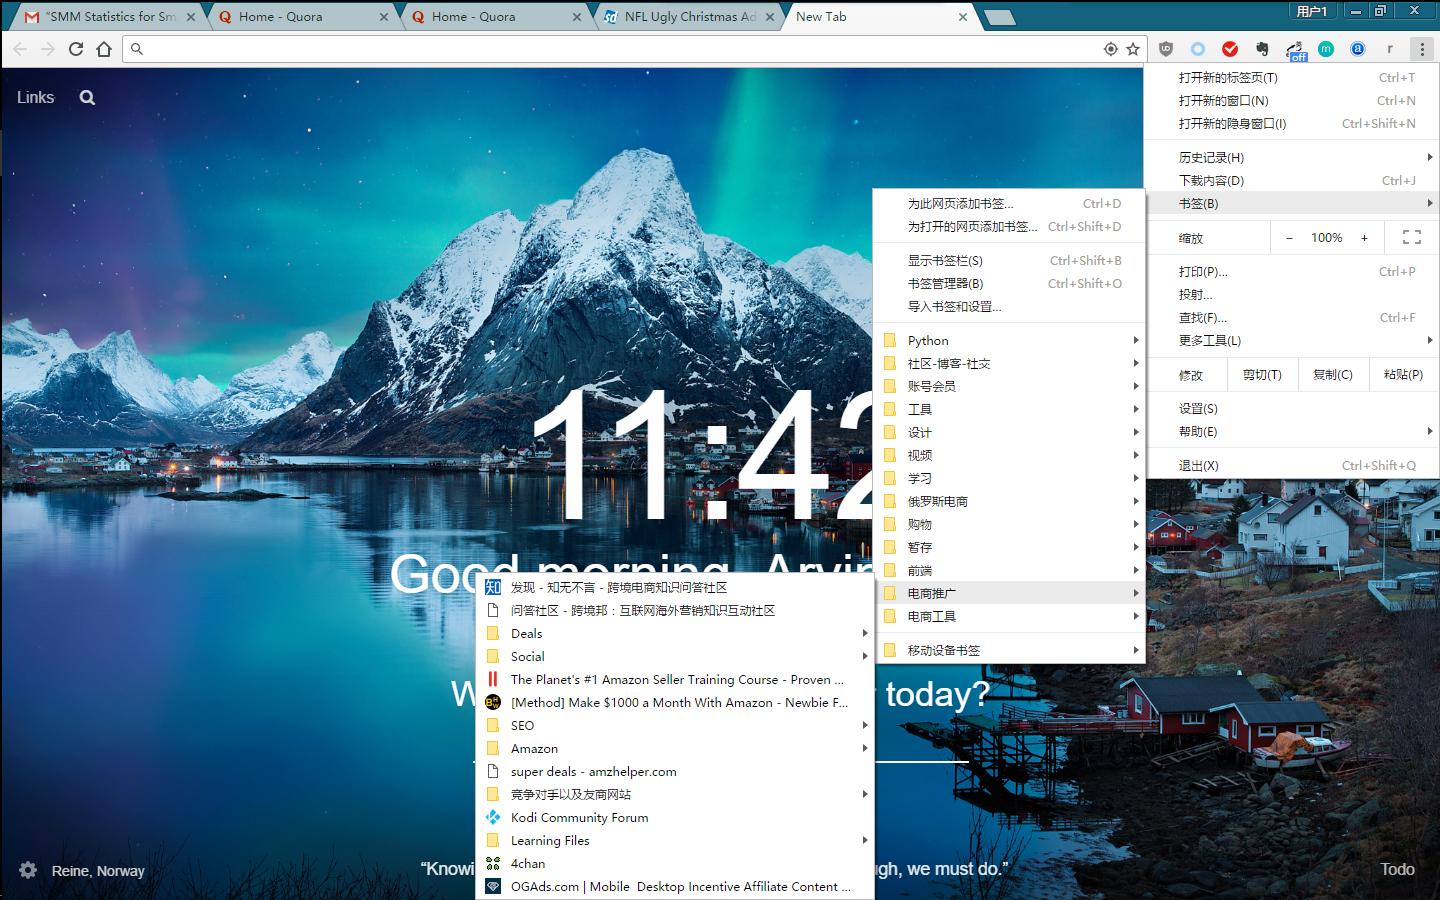 "SMM Statistics for Sm
Home - Quora
Home - Quora
NFL Ugly Christmas Ad
New Tab
用户1
off
Links
打开新的标签页(T) Ctrl+T
打开新的窗口(N) Ctrl+N
打开新的隐身窗口(I) Ctrl+Shift+N
历史记录(H)
下载内容(D) Ctrl+J
书签(B)
缩放 − 100% +
打印(P)... Ctrl+P
投射...
查找(F)... Ctrl+F
更多工具(L)
修改 剪切(T) 复制(C) 粘贴(P)
设置(S)
帮助(E)
退出(X) Ctrl+Shift+Q
为此网页添加书签... Ctrl+D
为打开的网页添加书签... Ctrl+Shift+D
显示书签栏(S) Ctrl+Shift+B
书签管理器(B) Ctrl+Shift+O
导入书签和设置...
Python
社区-博客-社交
账号会员
工具
设计
视频
学习
俄罗斯电商
购物
暂存
前端
电商推广
电商工具
移动设备书签
11:42
Good morning, Arvin
today?
知 发现 - 知无不言 - 跨境电商知识问答社区
问答社区 - 跨境邦：互联网海外营销知识互动社区
Deals
Social
The Planet's #1 Amazon Seller Training Course - Proven ...
[Method] Make $1000 a Month With Amazon - Newbie F...
SEO
Amazon
super deals - amzhelper.com
竞争对手以及友商网站
Kodi Community Forum
Learning Files
4chan
OGAds.com | Mobile Desktop Incentive Affiliate Content ...
Reine, Norway
“Knowi
ugh, we must do.”
Todo